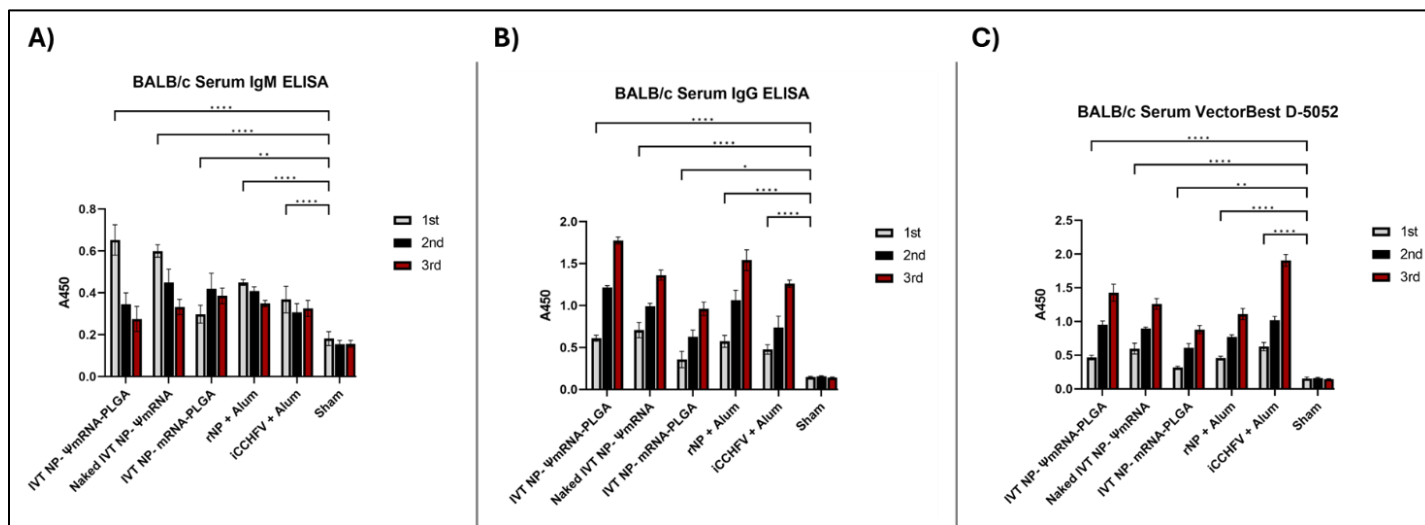 A)
BALB/c Serum IgM ELISA
****
****
**
****
****
0.8
0.6
0.4
0.2
0.0
A450
1st
2nd
3rd
IVT NP- ΨmRNA-PLGA
Naked IVT NP- ΨmRNA
IVT NP- mRNA-PLGA
rNP + Alum
iCCHFV + Alum
Sham
B)
BALB/c Serum IgG ELISA
****
****
*
****
****
2.0
1.5
1.0
0.5
0.0
A450
1st
2nd
3rd
IVT NP- ΨmRNA-PLGA
Naked IVT NP- ΨmRNA
IVT NP- mRNA-PLGA
rNP + Alum
iCCHFV + Alum
Sham
C)
BALB/c Serum VectorBest D-5052
****
****
**
****
****
2.5
2.0
1.5
1.0
0.5
0.0
A450
1st
2nd
3rd
IVT NP- ΨmRNA-PLGA
Naked IVT NP- ΨmRNA
IVT NP- mRNA-PLGA
rNP + Alum
iCCHFV + Alum
Sham